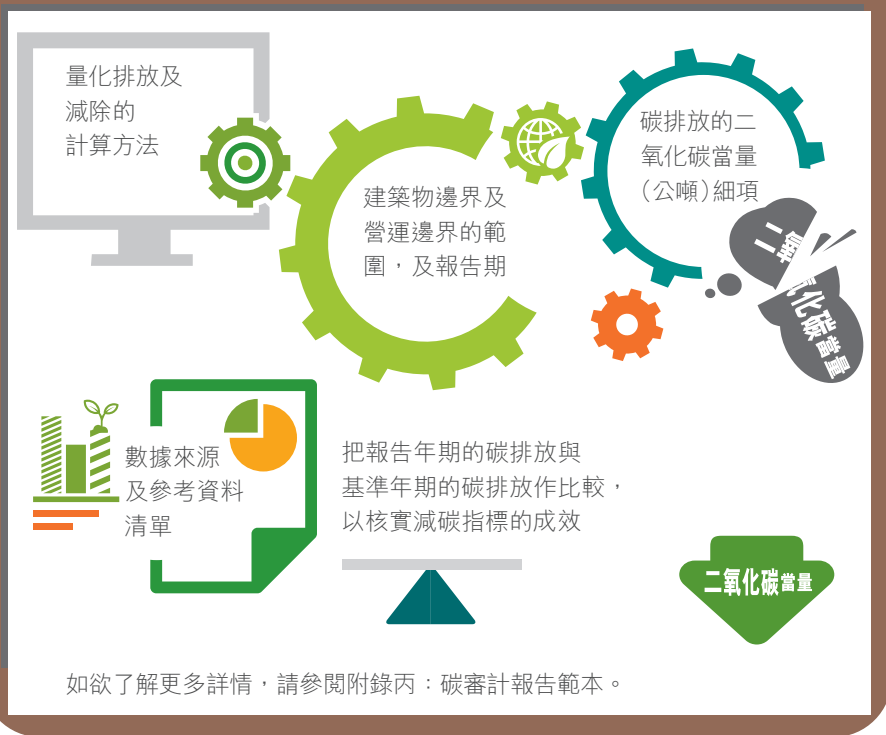 量化排放及
減除的
計算方法
建築物邊界及
營運邊界的範
圍，及報告期
碳排放的二
氧化碳當量
（公噸）細項
二氧
氧化碳當量
數據來源
及參考資料
清單
把報告年期的碳排放與
基準年期的碳排放作比較，
以核實減碳指標的成效
二氧化碳當量
如欲了解更多詳情，請參閱附錄丙：碳審計報告範本。